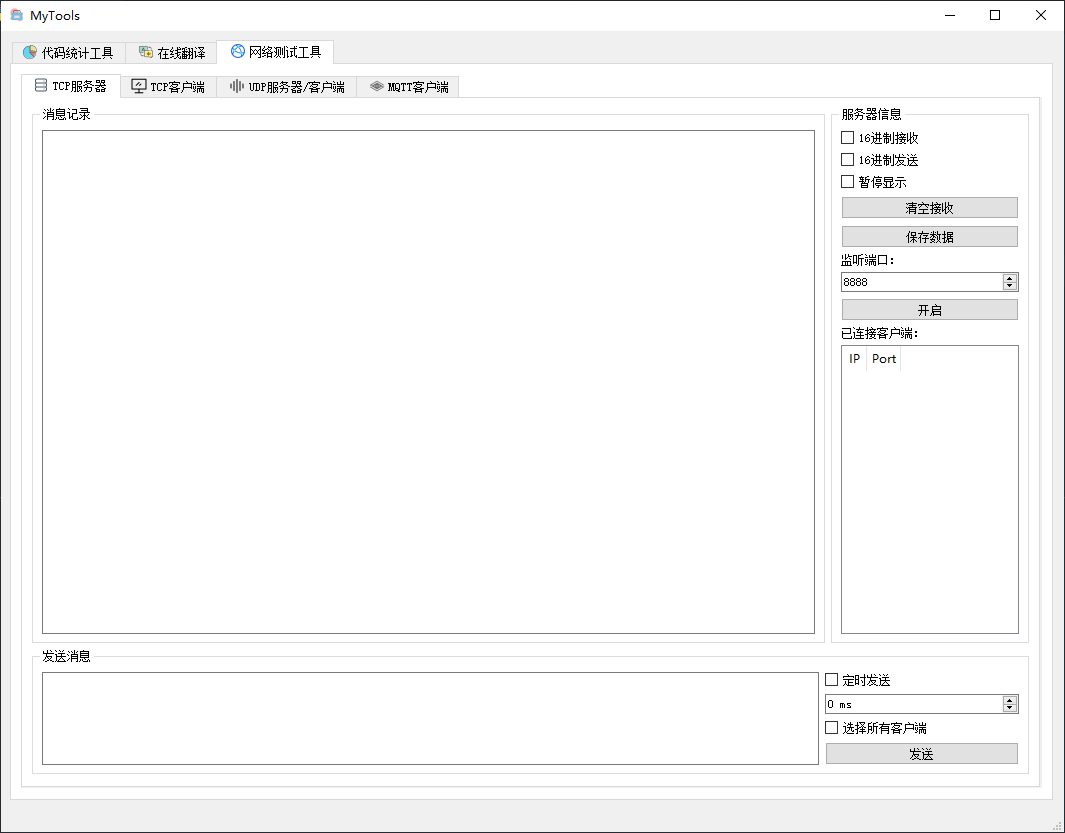 MyTools
代码统计工具
在线翻译
网络测试工具
TCP服务器
TCP客户端
UDP服务器/客户端
MQTT客户端
消息记录
服务器信息
16进制接收
16进制发送
暂停显示
清空接收
保存数据
监听端口：
8888
开启
已连接客户端：
IP
Port
发送消息
定时发送
0 ms
选择所有客户端
发送